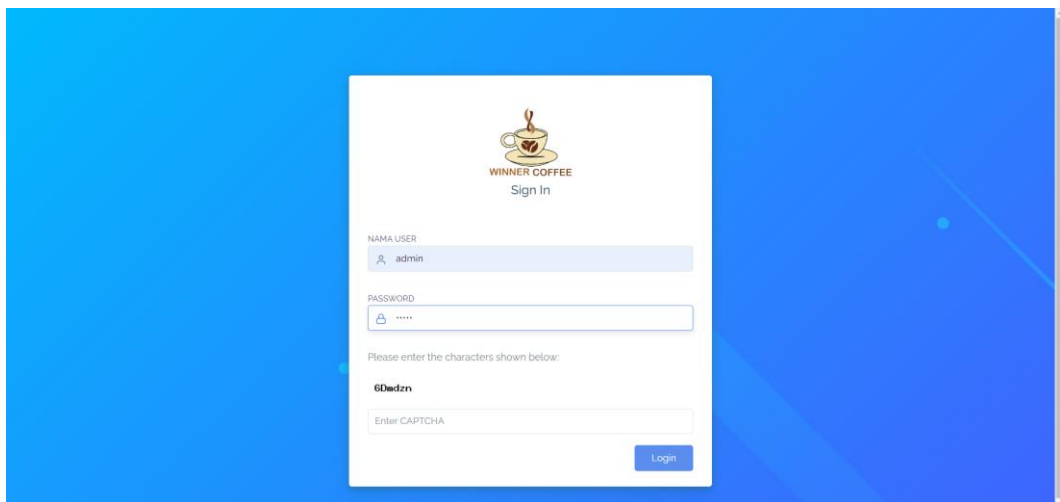 WINNER COFFEE
Sign In
NAMA USER
admin
PASSWORD
•••••
Please enter the characters shown below:
6Dmdzn
Enter CAPTCHA
Login